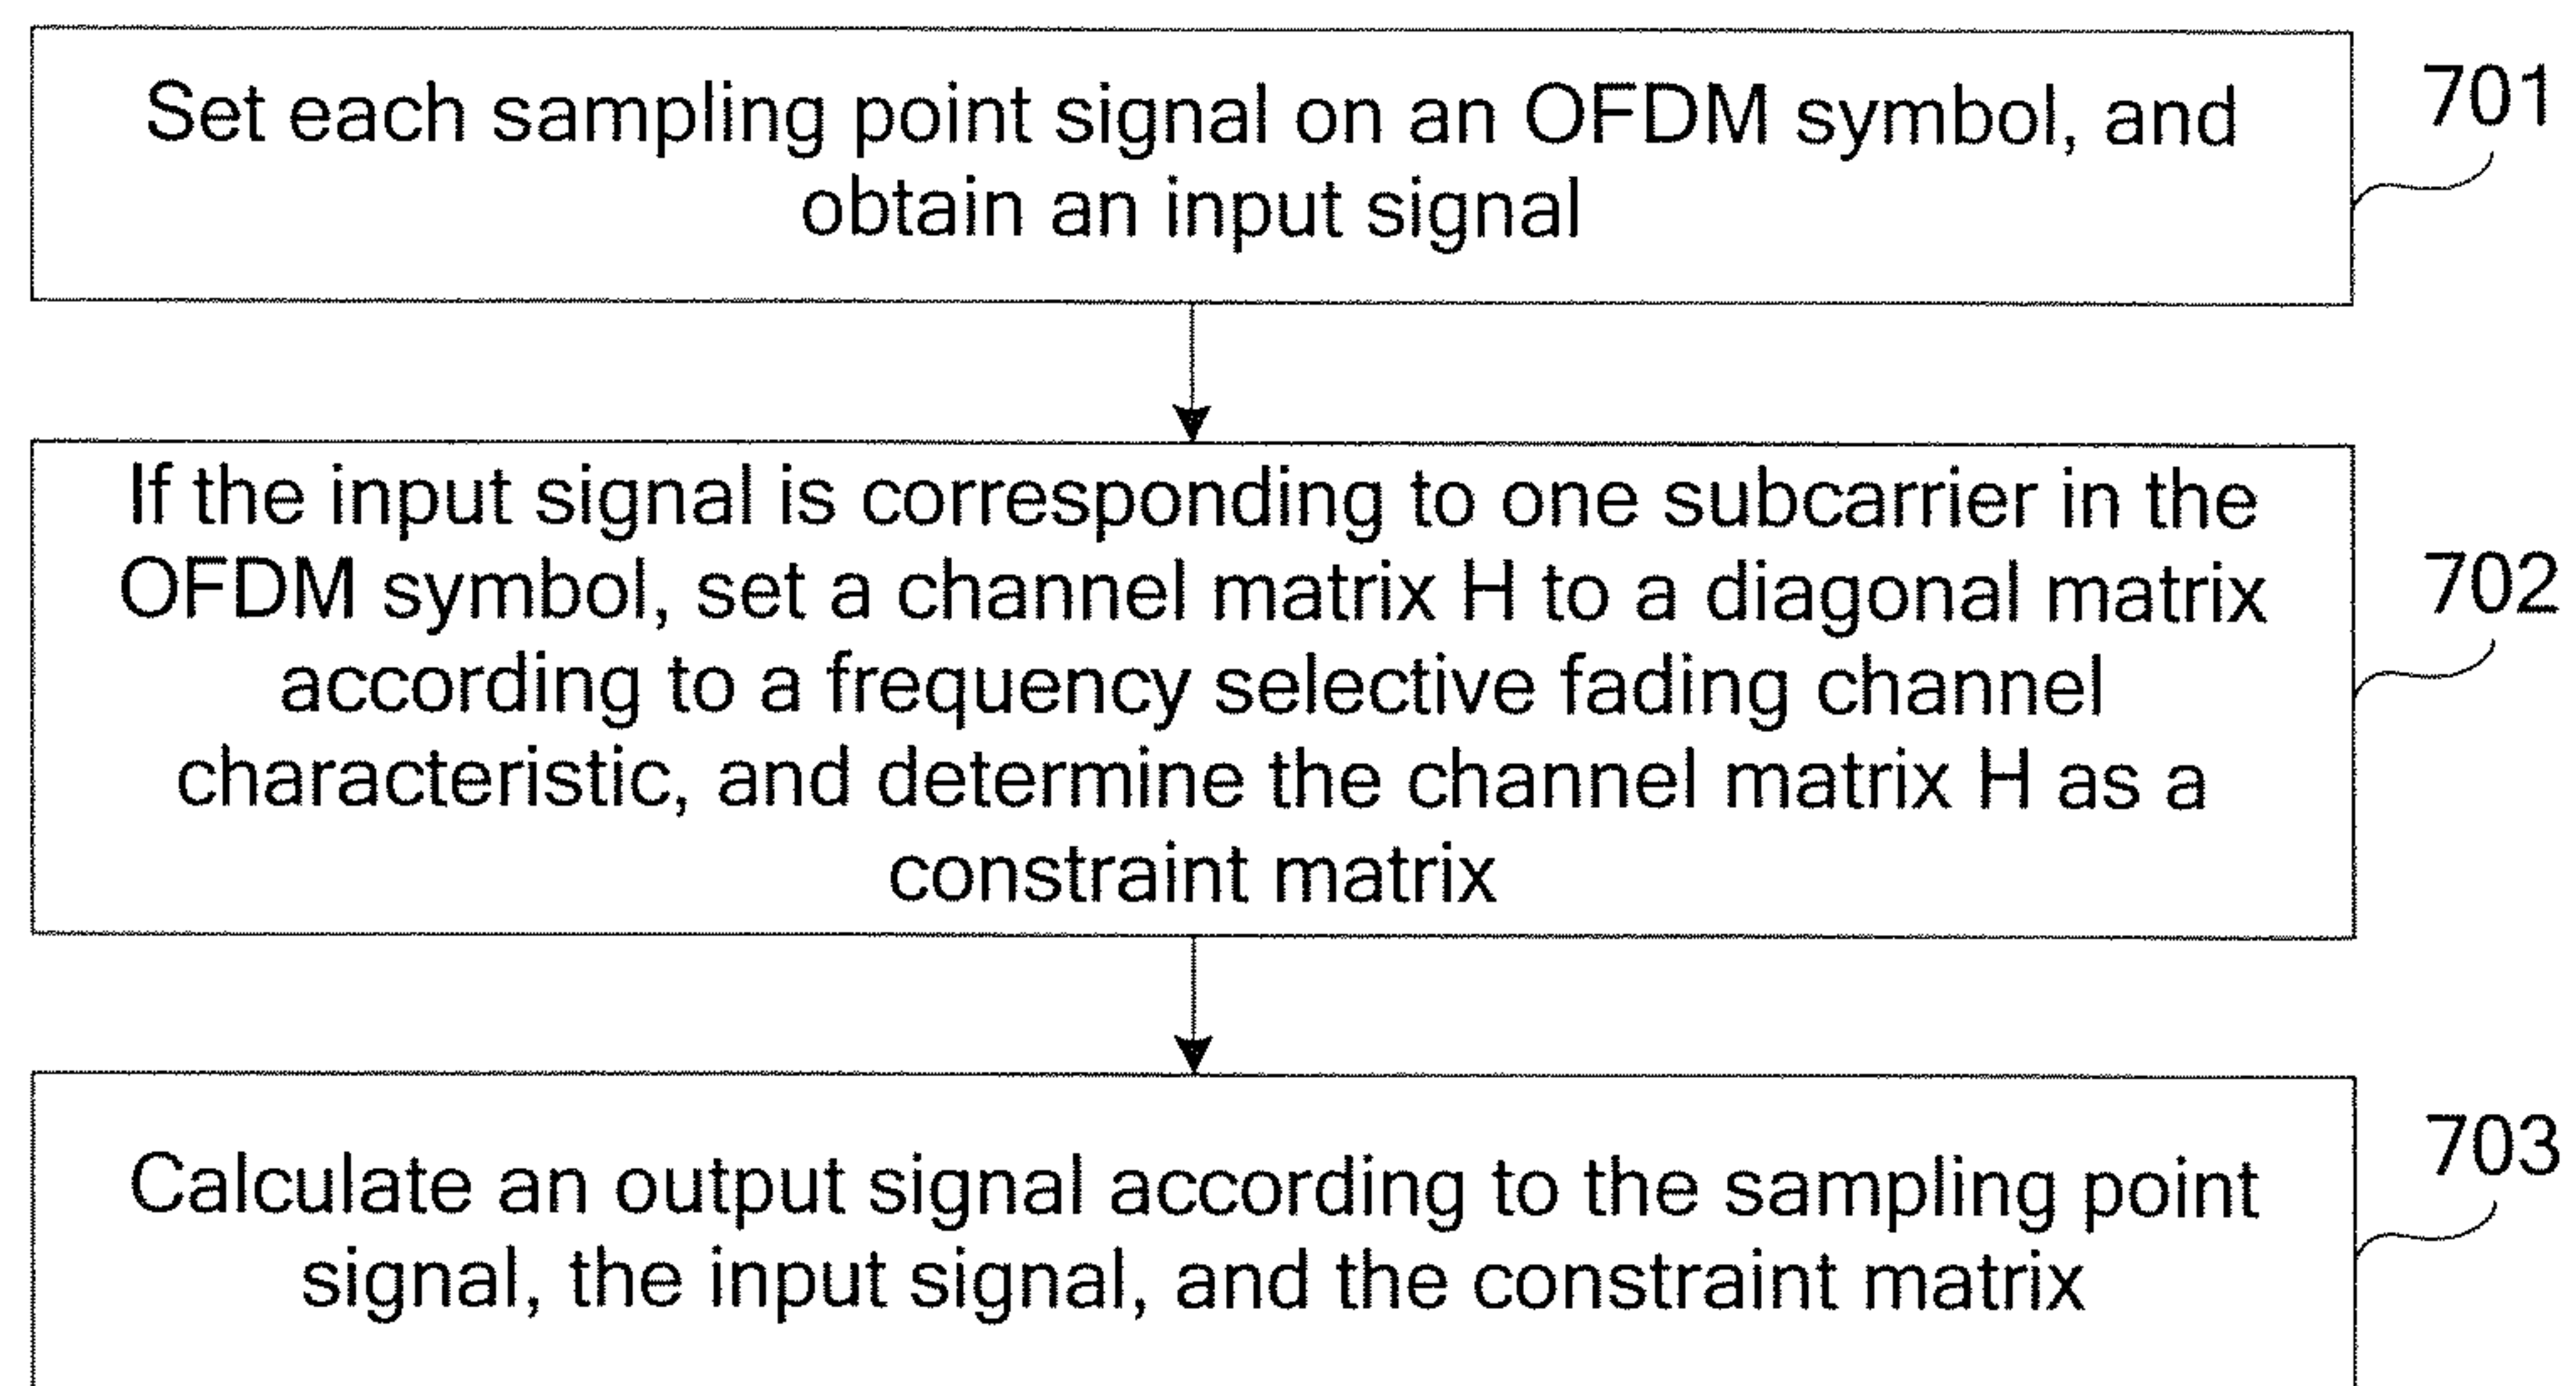 Set each sampling point signal on an OFDM symbol, and
obtain an input signal
701
If the input signal is corresponding to one subcarrier in the
OFDM symbol, set a channel matrix H to a diagonal matrix
according to a frequency selective fading channel
characteristic, and determine the channel matrix H as a
constraint matrix
702
Calculate an output signal according to the sampling point
signal, the input signal, and the constraint matrix
703